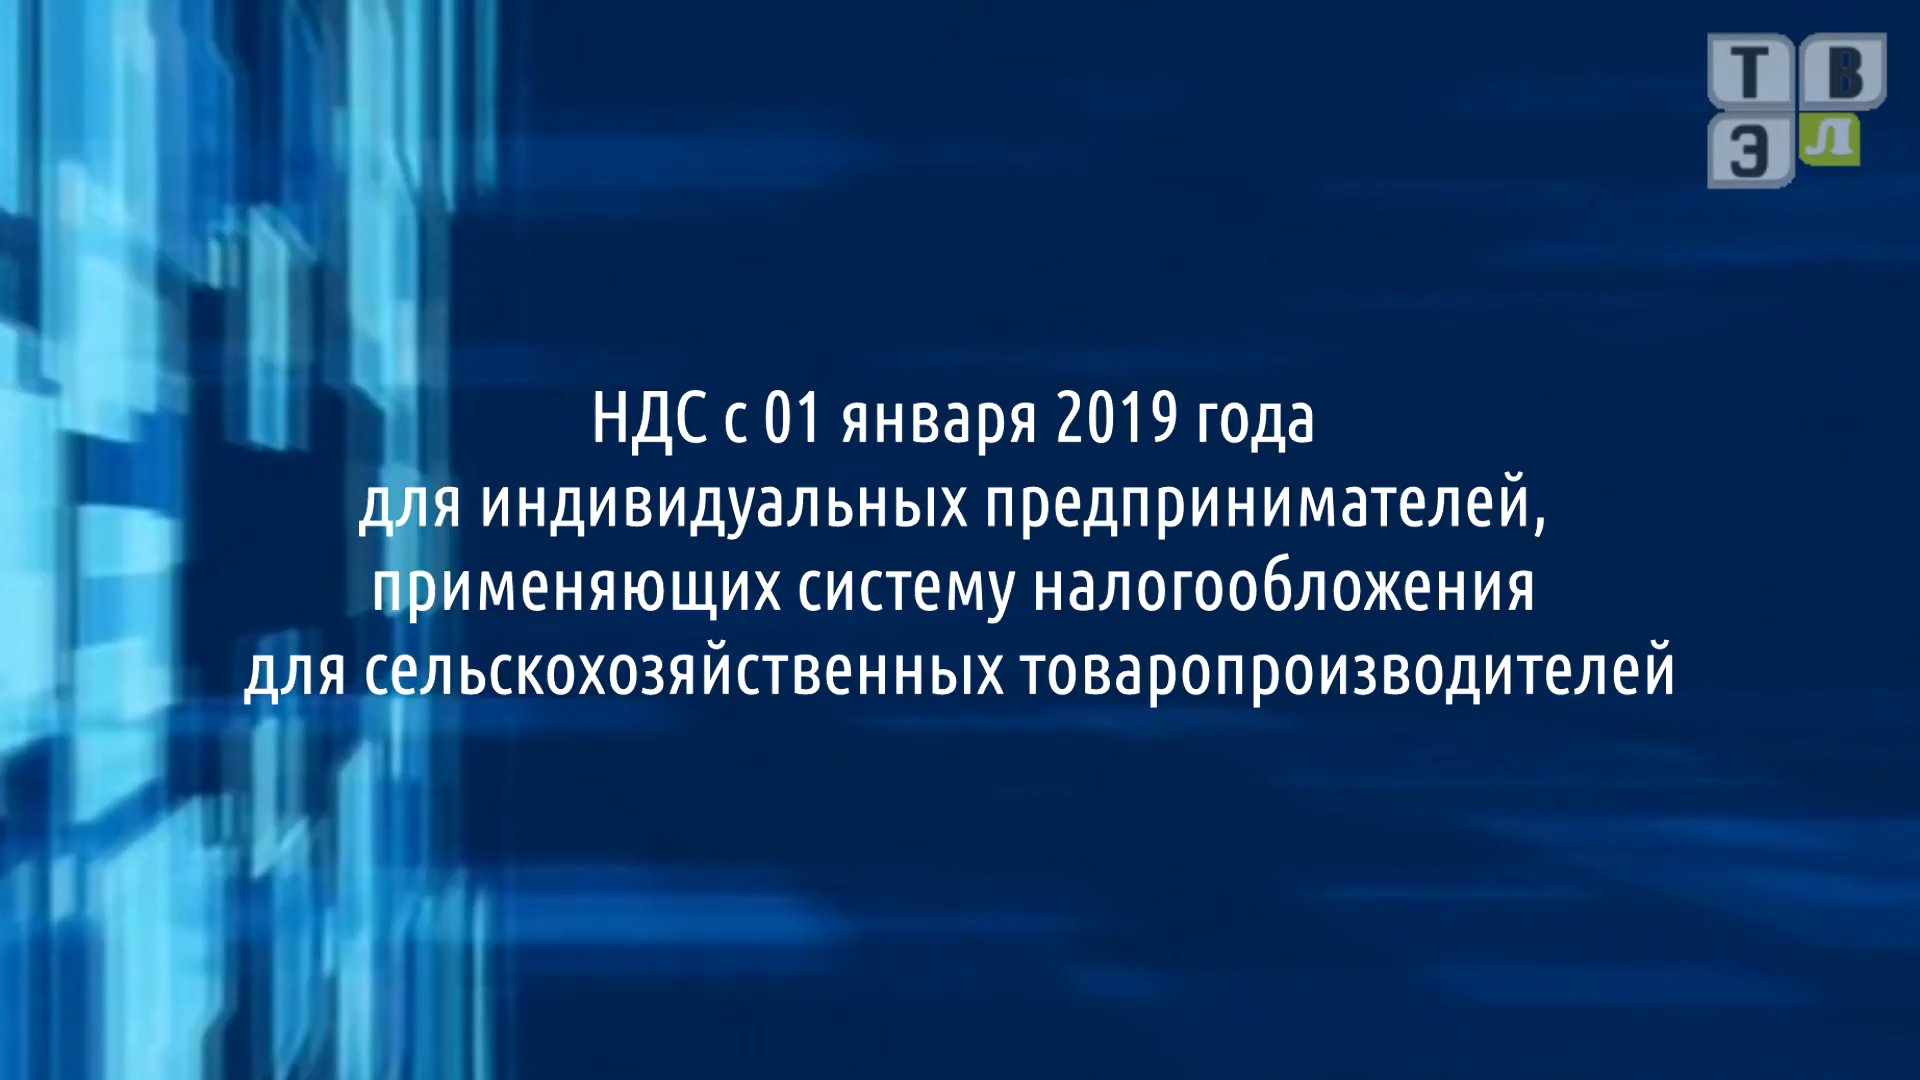 ТВ
ЭЛ
НДС с 01 января 2019 года
для индивидуальных предпринимателей,
применяющих систему налогообложения
для сельскохозяйственных товаропроизводителей